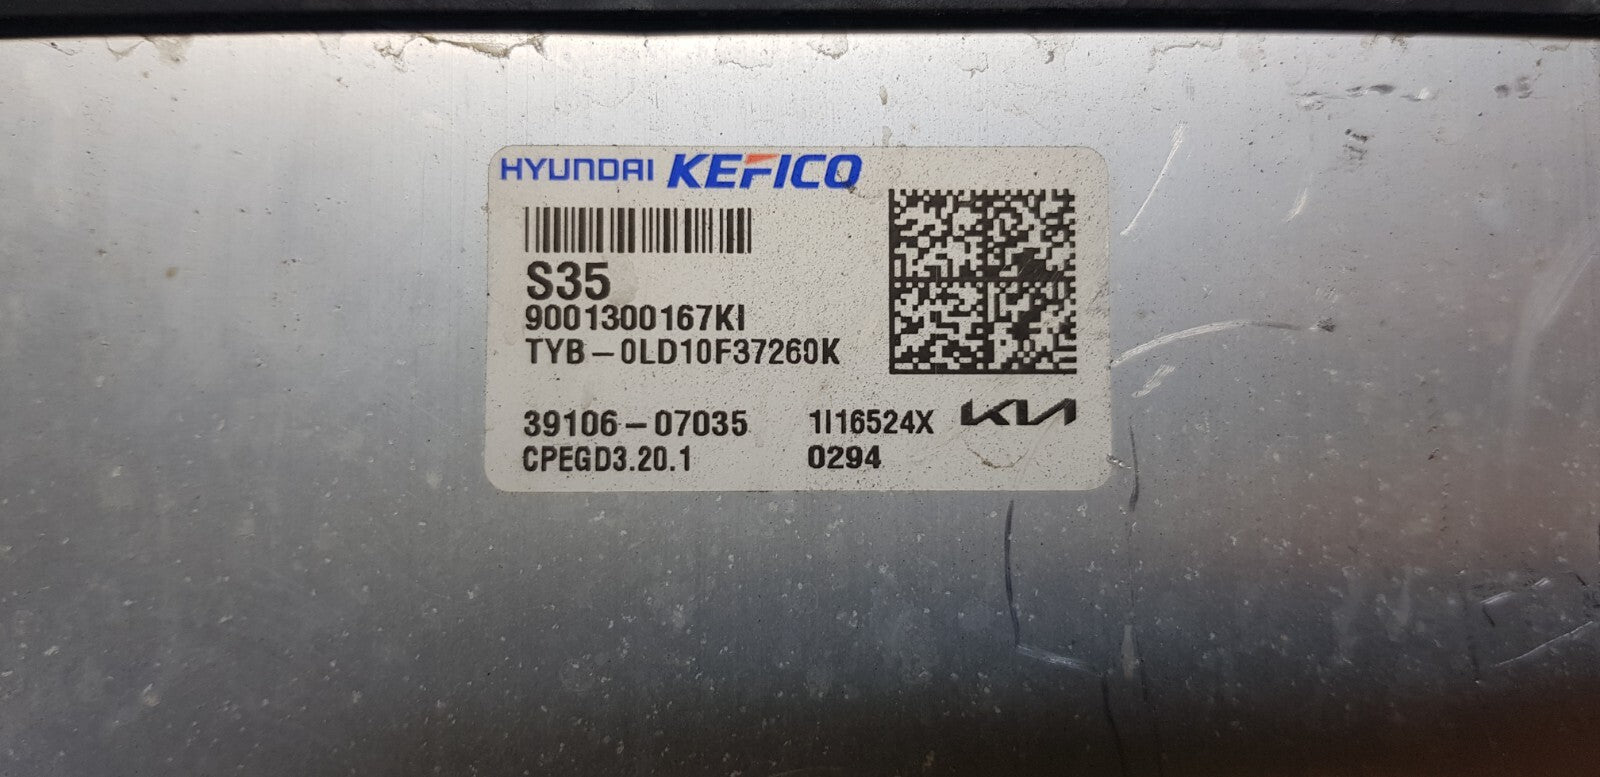 HYUNDAI KEFICO
S35
9001300167KI
TYB-0LD10F37260K
39106-07035 1I16524X KIA
CPEGD3.20.1 0294